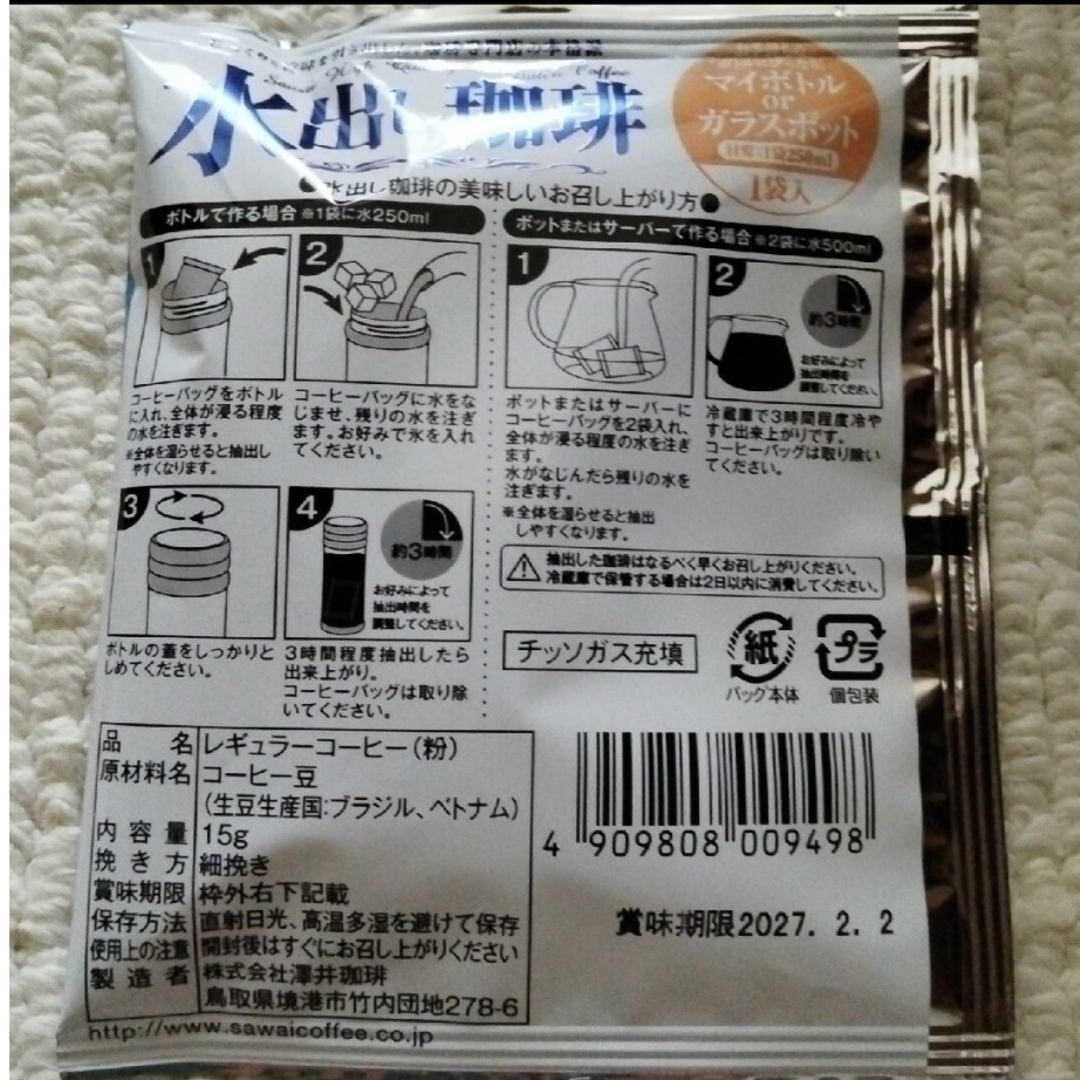 水出し珈琲
マイボトル
or
ガラスポット
目安:1袋250ml
1袋入
●水出し珈琲の美味しいお召し上がり方●
ボトルで作る場合 ※1袋に水250ml
1
コーヒーバッグをボトル
に入れ、全体が浸る程度
の水を注ぎます。
※全体を湿らせると抽出し
やすくなります。
2
コーヒーバッグに水をな
じませ、残りの水を注ぎ
ます。お好みで氷を入れ
てください。
3
ボトルの蓋をしっかりと
しめてください。
4
約3時間
お好みによって
抽出時間を
調整してください。
3時間程度抽出したら
出来上がり。
コーヒーバッグは取り除
いてください。
ポットまたはサーバーで作る場合 ※2袋に水500ml
1
ポットまたはサーバーに
コーヒーバッグを2袋入れ、
全体が浸る程度の水を注ぎ
ます。
水がなじんだら残りの水を
注ぎます。
※全体を湿らせると抽出
しやすくなります。
2
約3時間
お好みによって
抽出時間を
調整してください。
冷蔵庫で3時間程度冷や
すと出来上がりです。
コーヒーバッグは取り除い
てください。
抽出した珈琲はなるべく早くお召し上がりください。
冷蔵庫で保管する場合は2日以内に消費してください。
チッソガス充填
紙
バッグ本体
プラ
個包装
品名 レギュラーコーヒー(粉)
原材料名 コーヒー豆
(生豆生産国:ブラジル、ベトナム)
内容量 15g
挽き方 細挽き
賞味期限 枠外右下記載
保存方法 直射日光、高温多湿を避けて保存
使用上の注意 開封後はすぐにお召し上がりください
製造者 株式会社澤井珈琲
鳥取県境港市竹内団地278-6
http://www.sawaicoffee.co.jp
4 909808 009498
賞味期限2027. 2. 2